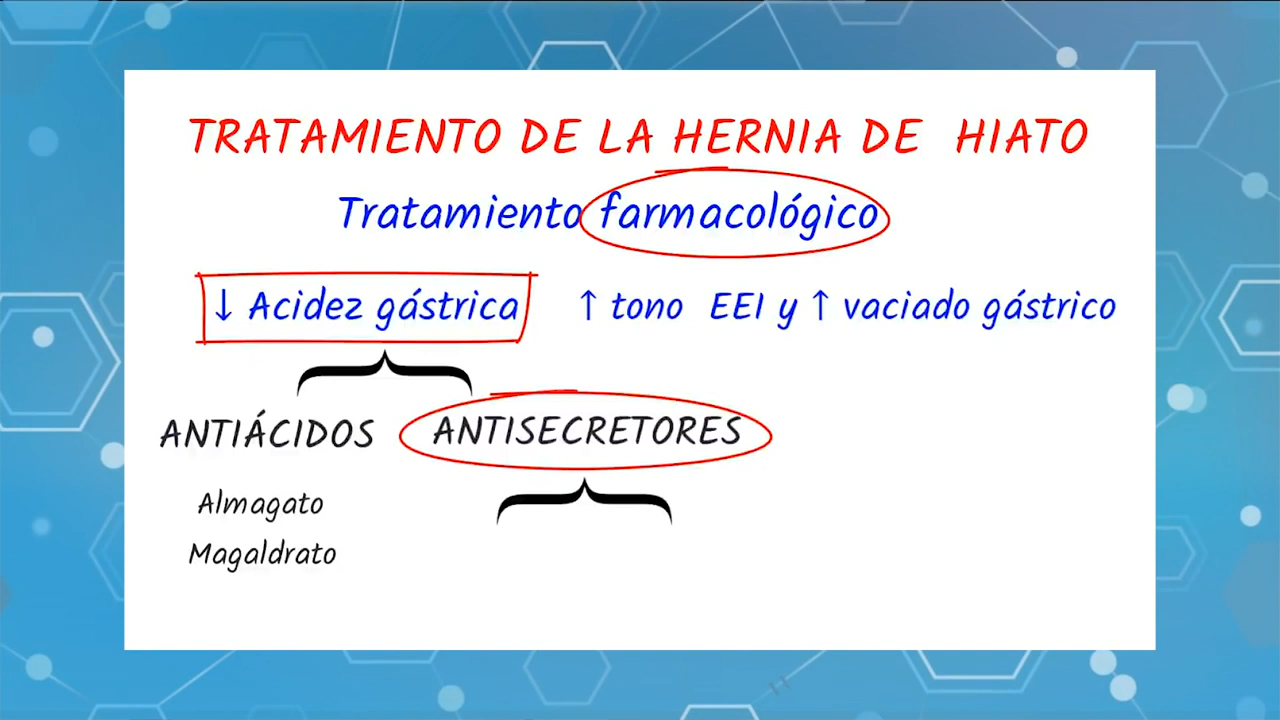 TRATAMIENTO DE LA HERNIA DE HIATO
Tratamiento farmacológico
↓ Acidez gástrica ↑ tono EEI y ↑ vaciado gástrico
ANTIÁCIDOS ANTISECRETORES
Almagato
Magaldrato